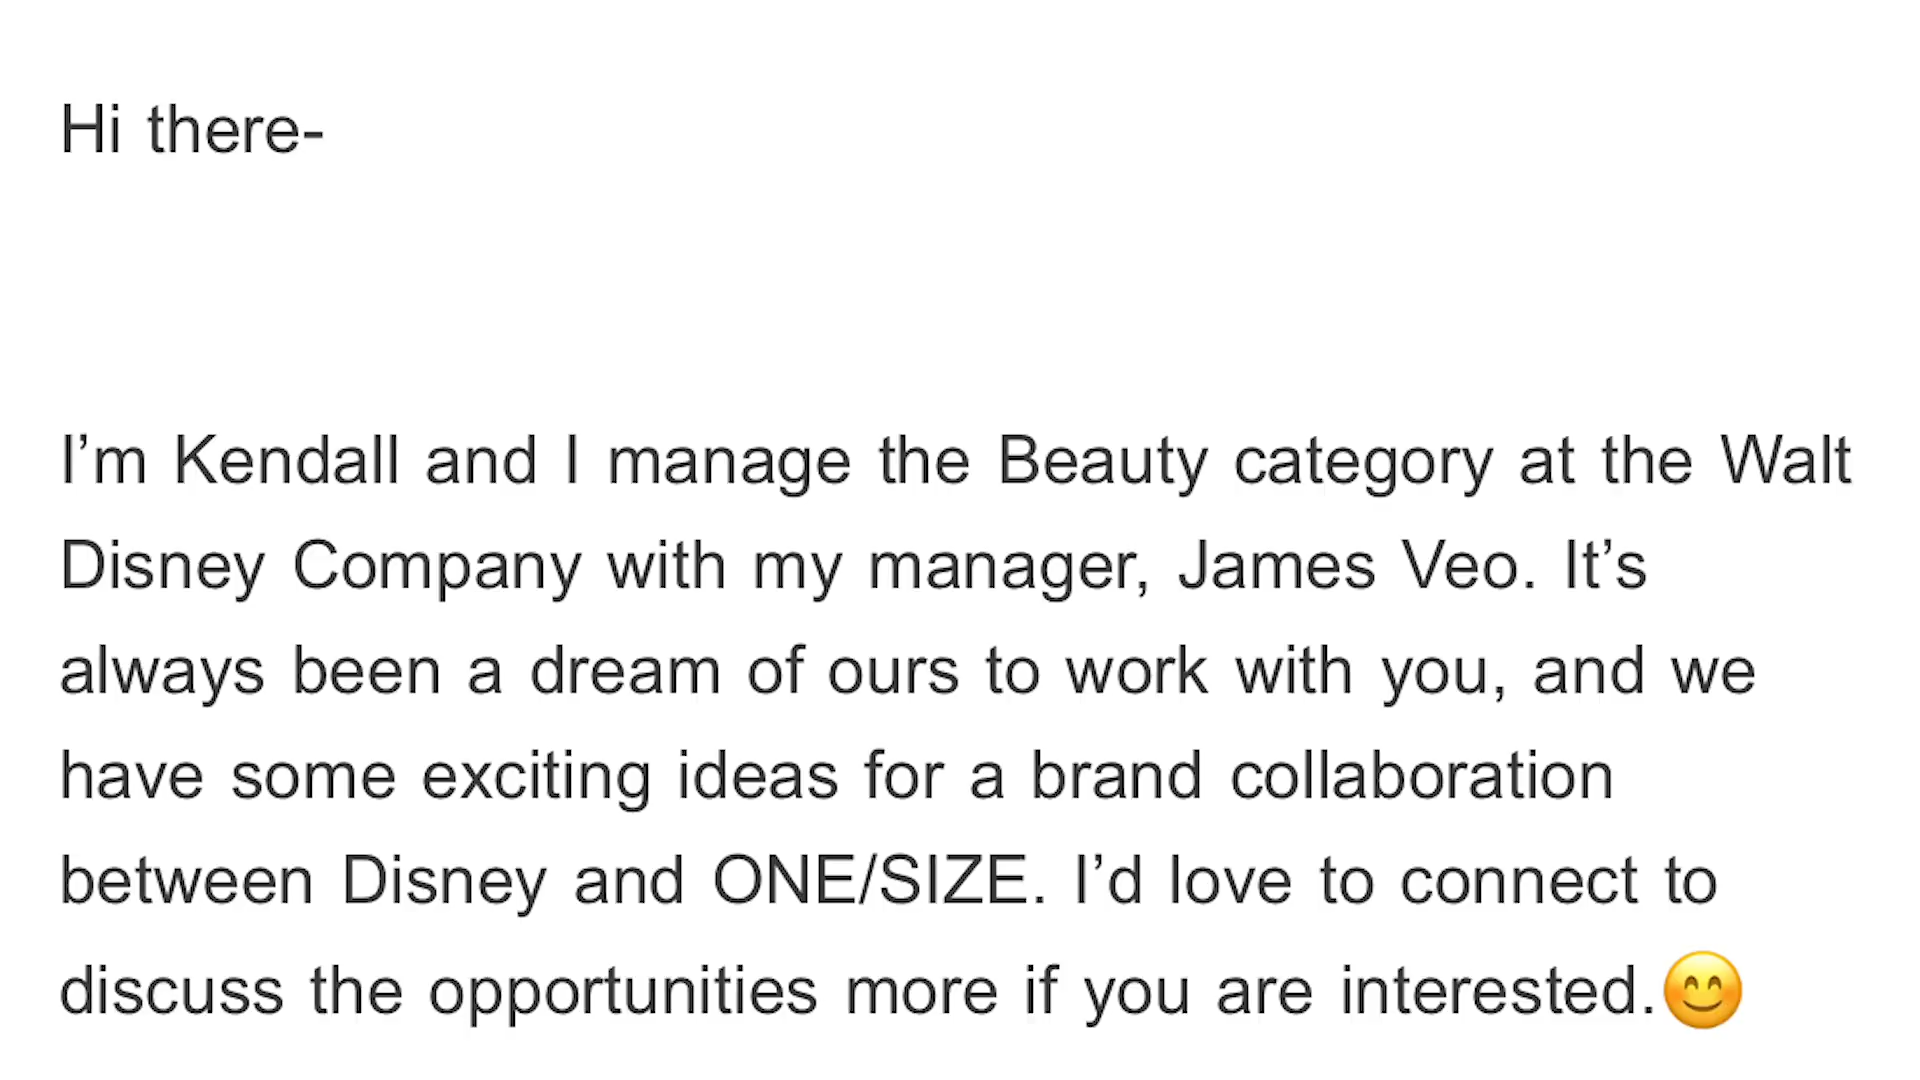 Hi there-
I’m Kendall and I manage the Beauty category at the Walt
Disney Company with my manager, James Veo. It’s
always been a dream of ours to work with you, and we
have some exciting ideas for a brand collaboration
between Disney and ONE/SIZE. I’d love to connect to
discuss the opportunities more if you are interested.😊